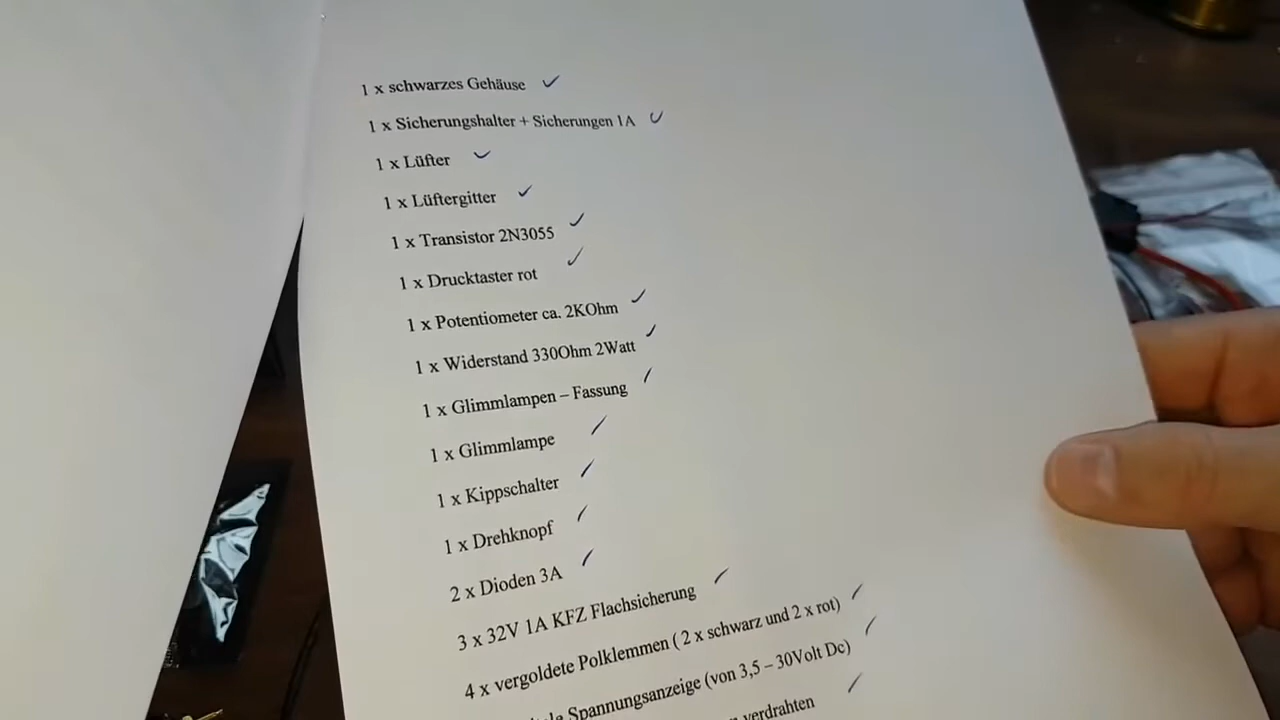 1 x schwarzes Gehäuse
1 x Sicherungshalter + Sicherungen 1A
1 x Lüfter
1 x Lüftergitter
1 x Transistor 2N3055
1 x Drucktaster rot
1 x Potentiometer ca. 2KOhm
1 x Widerstand 330Ohm 2Watt
1 x Glimmlampen – Fassung
1 x Glimmlampe
1 x Kippschalter
1 x Drehknopf
2 x Dioden 3A
3 x 32V 1A KFZ Flachsicherung
4 x vergoldete Polklemmen ( 2 x schwarz und 2 x rot)
Spannungsanzeige (von 3,5 – 30Volt Dc)
verdrahten